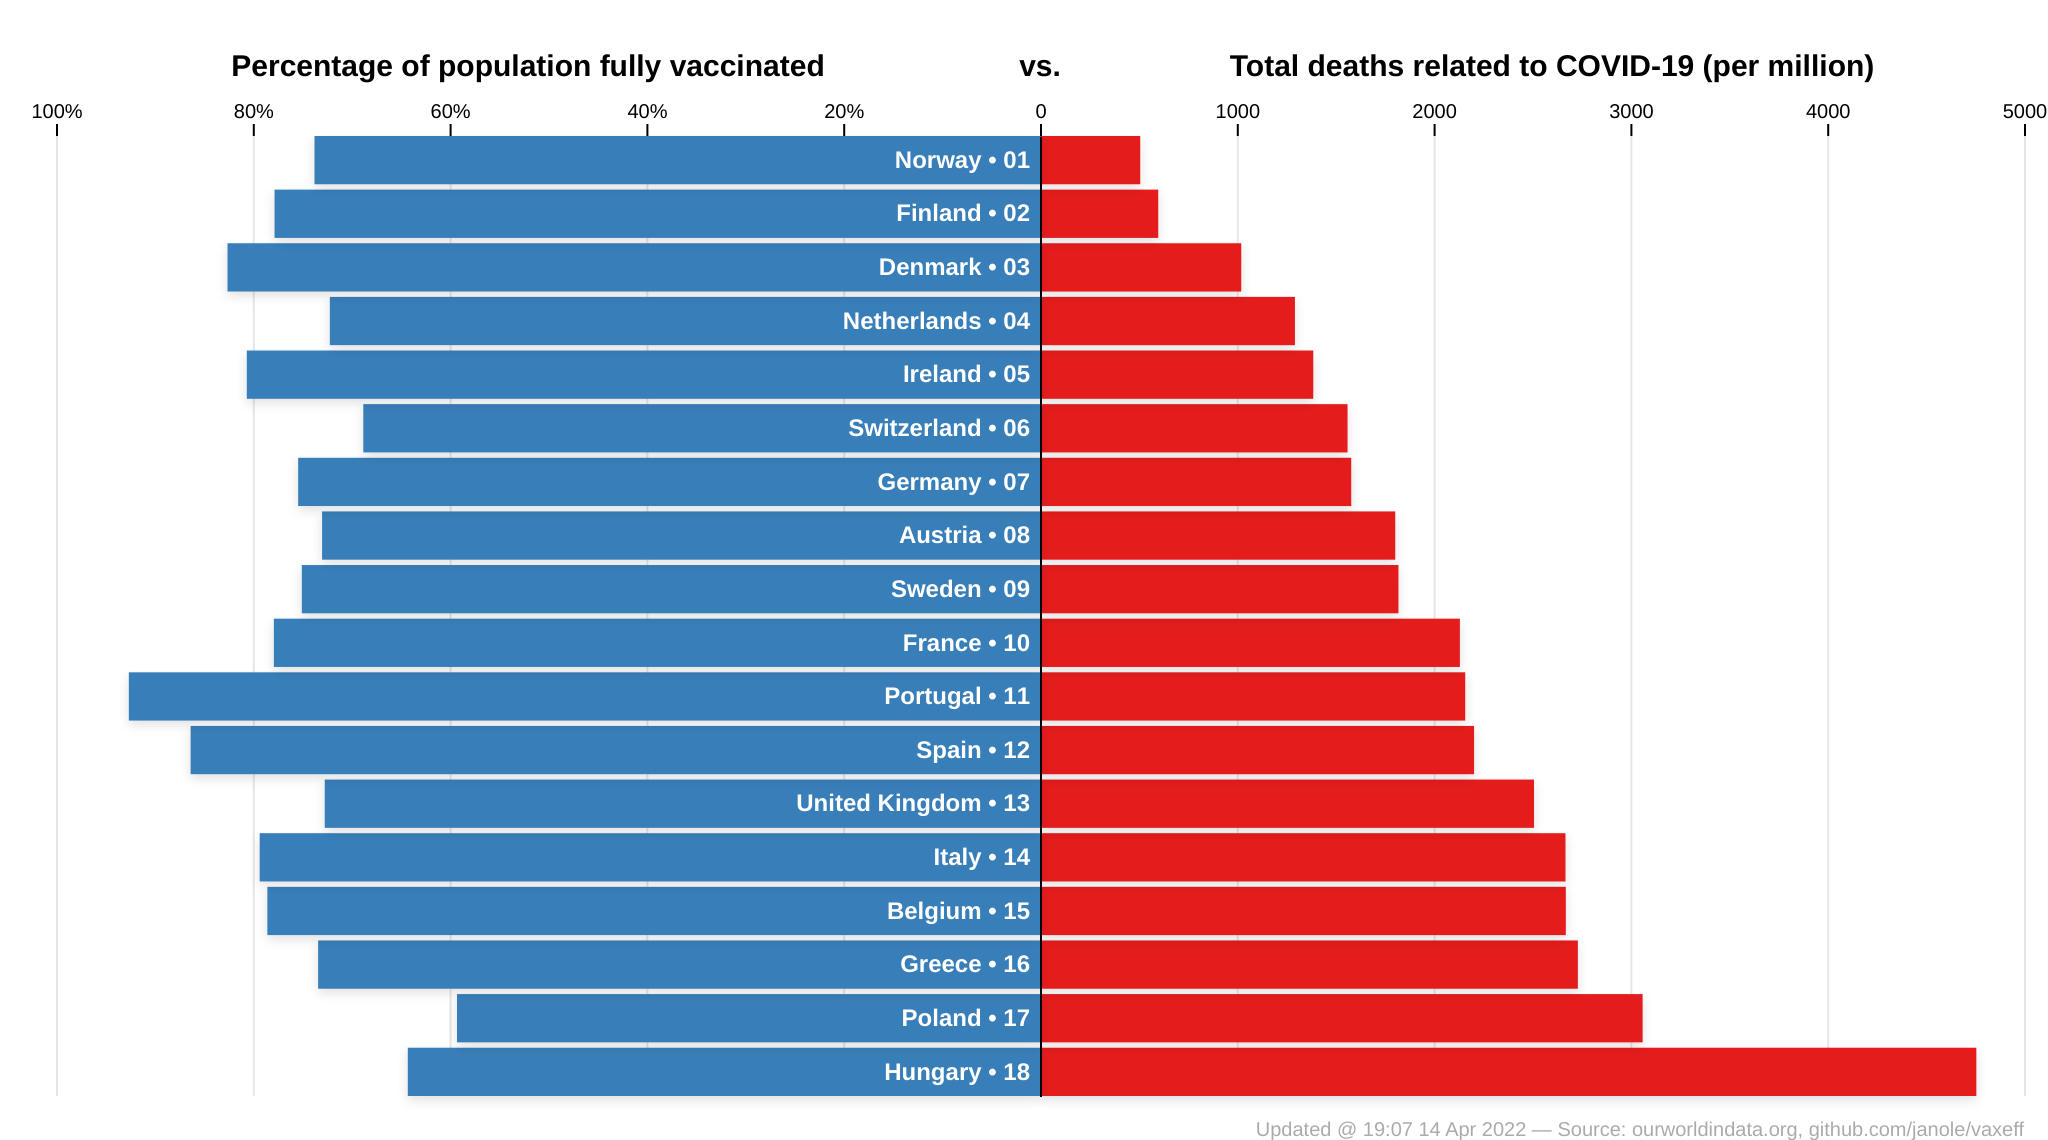 Percentage of population fully vaccinated vs. Total deaths related to COVID-19 (per million)
100% 80% 60% 40% 20% 0 1000 2000 3000 4000 5000
Norway • 01
Finland • 02
Denmark • 03
Netherlands • 04
Ireland • 05
Switzerland • 06
Germany • 07
Austria • 08
Sweden • 09
France • 10
Portugal • 11
Spain • 12
United Kingdom • 13
Italy • 14
Belgium • 15
Greece • 16
Poland • 17
Hungary • 18
Updated @ 19:07 14 Apr 2022 — Source: ourworldindata.org, github.com/janole/vaxeff